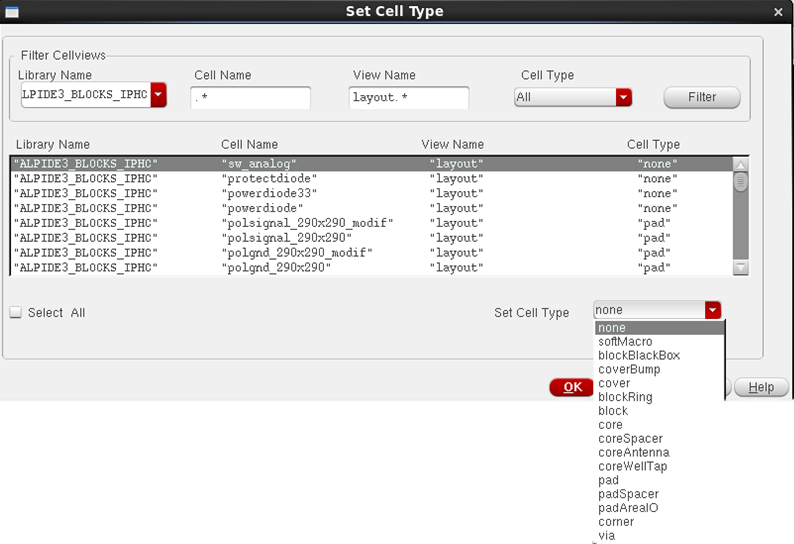 Set Cell Type
Filter Cellviews
Library Name Cell Name View Name Cell Type
LPIDE3_BLOCKS_IPHC .* layout.* All Filter
Library Name Cell Name View Name Cell Type
"ALPIDE3_BLOCKS_IPHC" "sw_analog" "layout" "none"
"ALPIDE3_BLOCKS_IPHC" "protectdiode" "layout" "none"
"ALPIDE3_BLOCKS_IPHC" "powerdiode33" "layout" "none"
"ALPIDE3_BLOCKS_IPHC" "powerdiode" "layout" "none"
"ALPIDE3_BLOCKS_IPHC" "polsignal_290x290_modif" "layout" "pad"
"ALPIDE3_BLOCKS_IPHC" "polsignal_290x290" "layout" "pad"
"ALPIDE3_BLOCKS_IPHC" "polgnd_290x290_modif" "layout" "pad"
"ALPIDE3_BLOCKS_IPHC" "polgnd_290x290" "layout" "pad"
Select All Set Cell Type none
none
softMacro
blockBlackBox
coverBump
cover
OK Help
blockRing
block
core
coreSpacer
coreAntenna
coreWellTap
pad
padSpacer
padAreaIO
corner
via